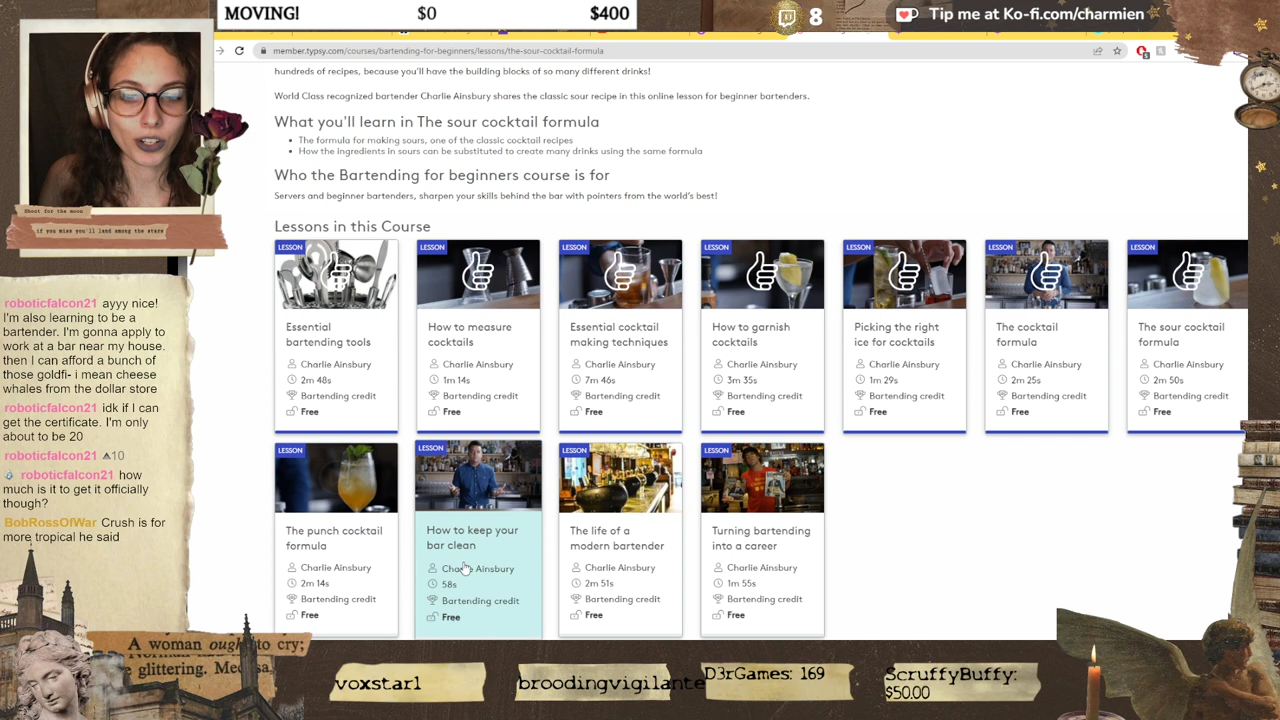 MOVING! $0 $400
8
Tip me at Ko-fi.com/charmien
member.typsy.com/courses/bartending-for-beginners/lessons/the-sour-cocktail-formula
hundreds of recipes, because you'll have the building blocks of so many different drinks!
World Class recognized bartender Charlie Ainsbury shares the classic sour recipe in this online lesson for beginner bartenders.
What you'll learn in The sour cocktail formula
The formula for making sours, one of the classic cocktail recipes
How the ingredients in sours can be substituted to create many drinks using the same formula
Who the Bartending for beginners course is for
Servers and beginner bartenders, sharpen your skills behind the bar with pointers from the world's best!
Shoot for the moon
if you miss you'll land among the stars
Lessons in this Course
LESSON
Essential
bartending tools
Charlie Ainsbury
2m 48s
Bartending credit
Free
LESSON
How to measure
cocktails
Charlie Ainsbury
1m 14s
Bartending credit
Free
LESSON
Essential cocktail
making techniques
Charlie Ainsbury
7m 46s
Bartending credit
Free
LESSON
How to garnish
cocktails
Charlie Ainsbury
3m 35s
Bartending credit
Free
LESSON
Picking the right
ice for cocktails
Charlie Ainsbury
1m 29s
Bartending credit
Free
LESSON
The cocktail
formula
Charlie Ainsbury
2m 25s
Bartending credit
Free
LESSON
The sour cocktail
formula
Charlie Ainsbury
2m 50s
Bartending credit
Free
LESSON
The punch cocktail
formula
Charlie Ainsbury
2m 14s
Bartending credit
Free
LESSON
How to keep your
bar clean
Charlie Ainsbury
58s
Bartending credit
Free
LESSON
The life of a
modern bartender
Charlie Ainsbury
2m 51s
Bartending credit
Free
LESSON
Turning bartending
into a career
Charlie Ainsbury
1m 55s
Bartending credit
Free
roboticfalcon21 ayyy nice!
I'm also learning to be a
bartender. I'm gonna apply to
work at a bar near my house.
then I can afford a bunch of
those goldfi- i mean cheese
whales from the dollar store
roboticfalcon21 idk if I can
get the certificate. I'm only
about to be 20
roboticfalcon21 10
roboticfalcon21 how
much is it to get it officially
though?
BobRossOfWar Crush is for
more tropical he said
A woman ought to cry;
glittering.
voxstar1
broodingvigilante
D3rGames: 169
ScruffyBuffy:
$50.00